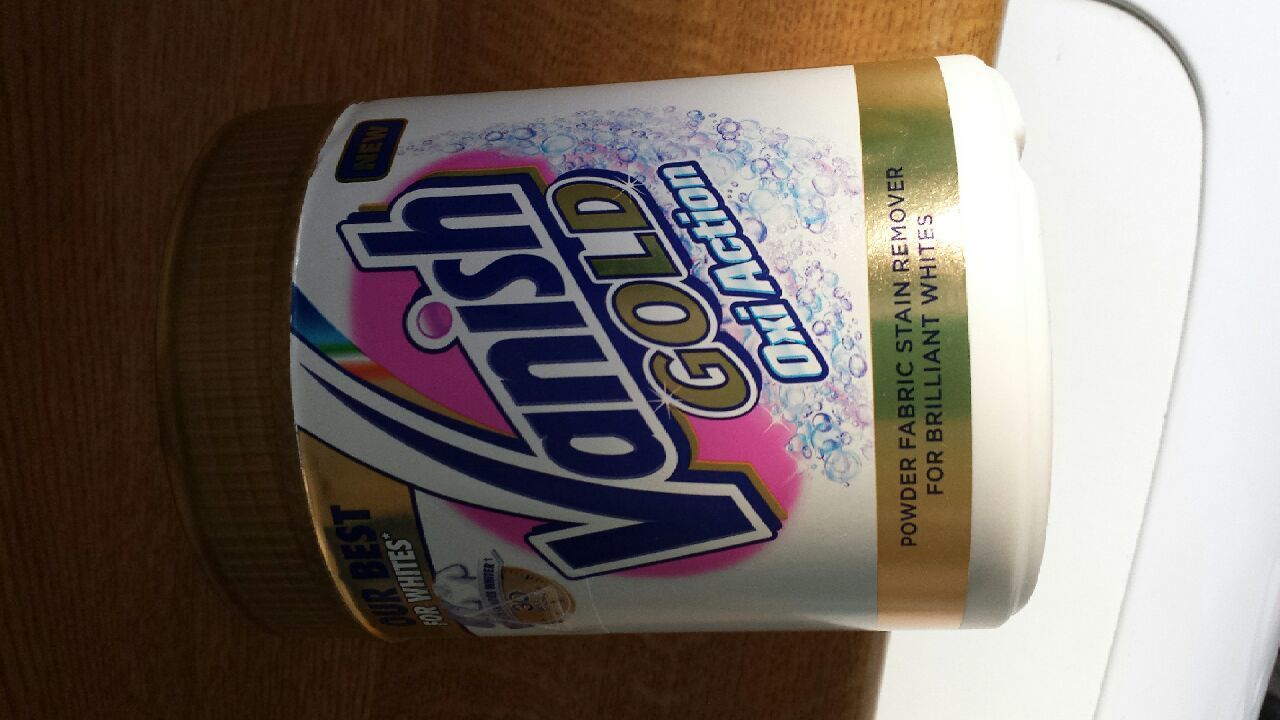 NEW
OUR BEST
FOR WHITES*
Vanish
GOLD
Oxi Action
POWDER FABRIC STAIN REMOVER
FOR BRILLIANT WHITES